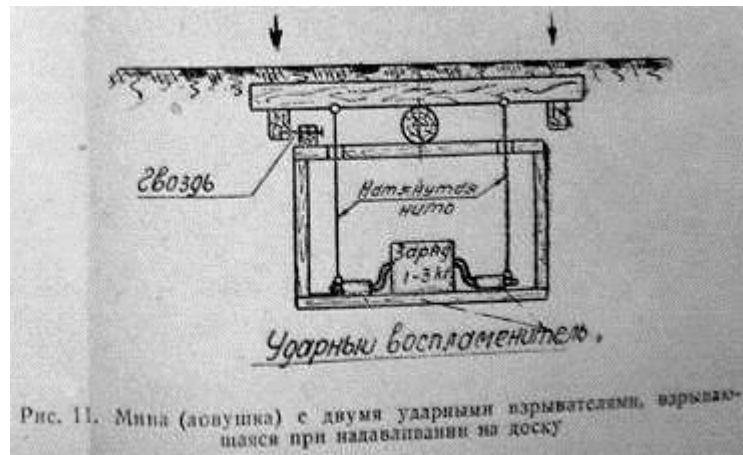 Гвоздь
Натянутая
нить
Заряд
1-3 kг.
Ударный воспламенитель.
Рис. 11. Мина (ловушка) с двумя ударными взрывателями, взрываю-
щаяся при надавливании на доску